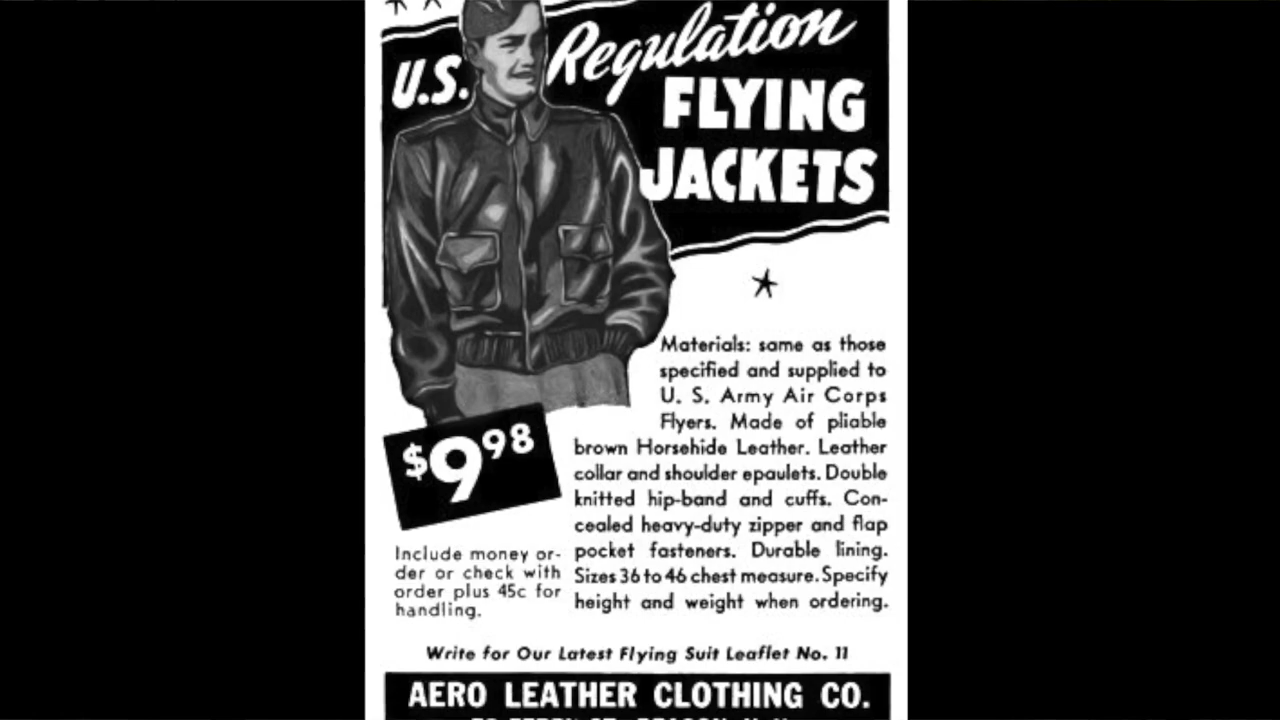 U.S. Regulation
FLYING
JACKETS
Materials: same as those
specified and supplied to
U. S. Army Air Corps
Flyers. Made of pliable
brown Horsehide Leather. Leather
collar and shoulder epaulets. Double
knitted hip-band and cuffs. Con-
cealed heavy-duty zipper and flap
pocket fasteners. Durable lining.
Sizes 36 to 46 chest measure. Specify
height and weight when ordering.
$9.98
Include money or-
der or check with
order plus 45c for
handling.
Write for Our Latest Flying Suit Leaflet No. 11
AERO LEATHER CLOTHING CO.